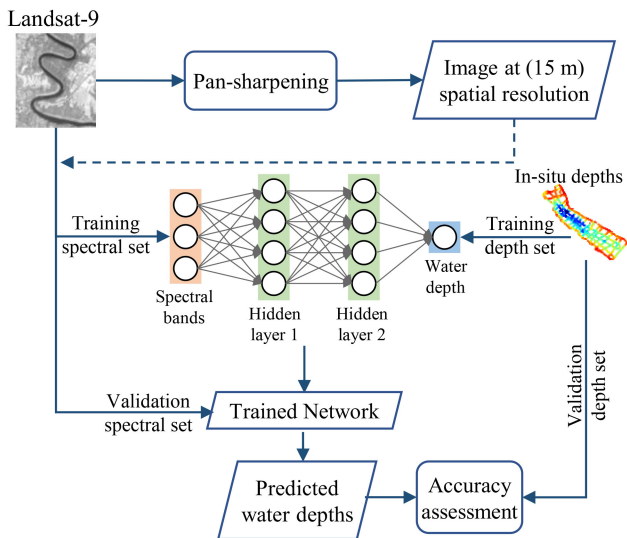 Landsat-9
Pan-sharpening
Image at (15 m)
spatial resolution
In-situ depths
Training
spectral set
Training
depth set
Spectral
bands
Hidden
layer 1
Hidden
layer 2
Water
depth
Validation
spectral set
Trained Network
Validation
depth set
Predicted
water depths
Accuracy
assessment